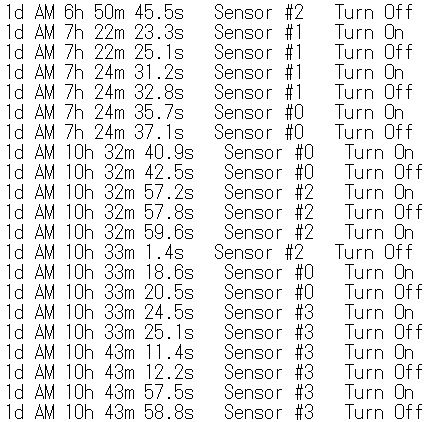 1d AM 6h 50m 45.5s Sensor #2 Turn Off
1d AM 7h 22m 23.3s Sensor #1 Turn On
1d AM 7h 22m 25.1s Sensor #1 Turn Off
1d AM 7h 24m 31.2s Sensor #1 Turn On
1d AM 7h 24m 32.8s Sensor #1 Turn Off
1d AM 7h 24m 35.7s Sensor #0 Turn On
1d AM 7h 24m 37.1s Sensor #0 Turn Off
1d AM 10h 32m 40.9s Sensor #0 Turn On
1d AM 10h 32m 42.5s Sensor #0 Turn Off
1d AM 10h 32m 57.2s Sensor #2 Turn On
1d AM 10h 32m 57.8s Sensor #2 Turn Off
1d AM 10h 32m 59.6s Sensor #2 Turn On
1d AM 10h 33m 1.4s Sensor #2 Turn Off
1d AM 10h 33m 18.6s Sensor #0 Turn On
1d AM 10h 33m 20.5s Sensor #0 Turn Off
1d AM 10h 33m 24.5s Sensor #3 Turn On
1d AM 10h 33m 25.1s Sensor #3 Turn Off
1d AM 10h 43m 11.4s Sensor #3 Turn On
1d AM 10h 43m 12.2s Sensor #3 Turn Off
1d AM 10h 43m 57.5s Sensor #3 Turn On
1d AM 10h 43m 58.8s Sensor #3 Turn Off